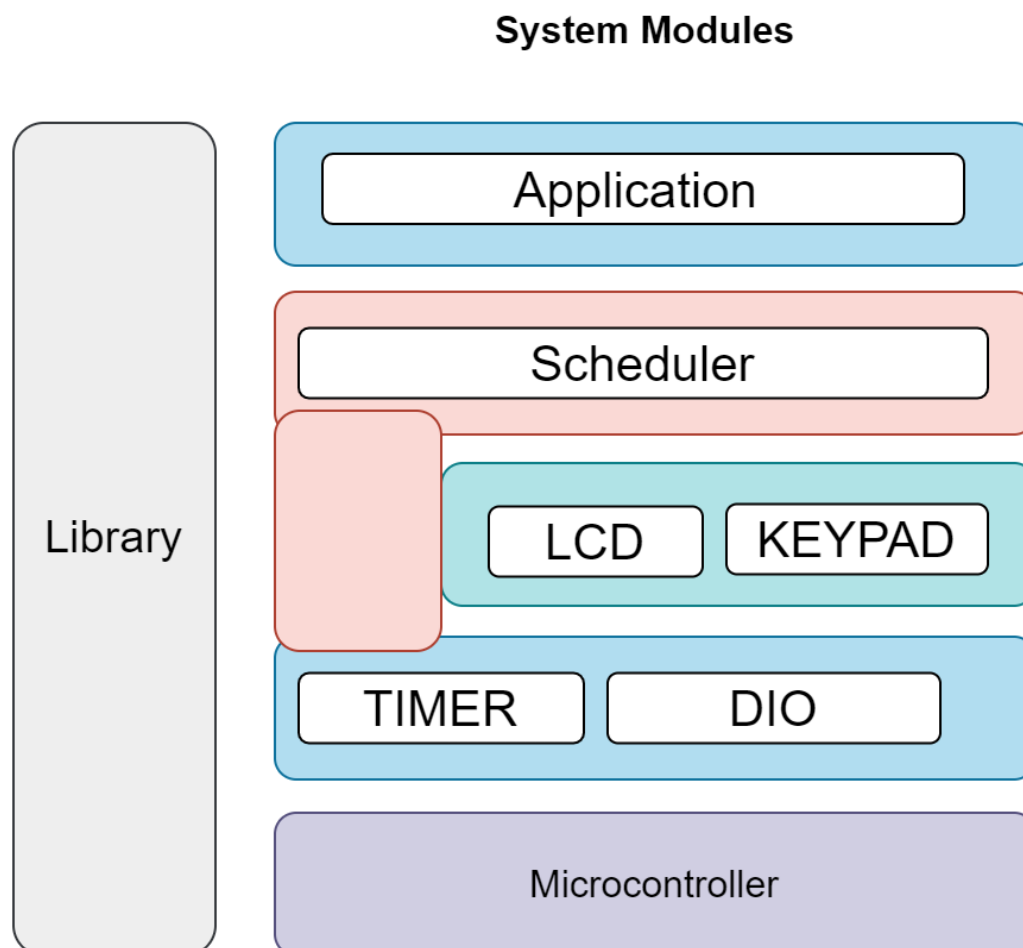 System Modules
Application
Scheduler
Library
LCD
KEYPAD
TIMER
DIO
Microcontroller